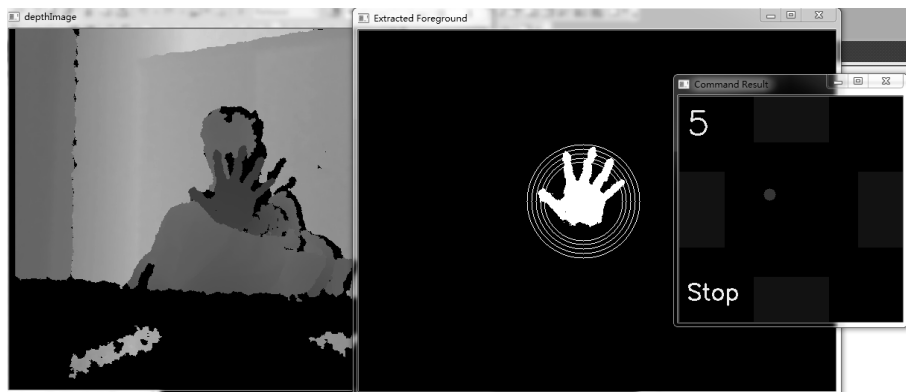 depthImage
Extracted Foreground
Command Result
5
Stop